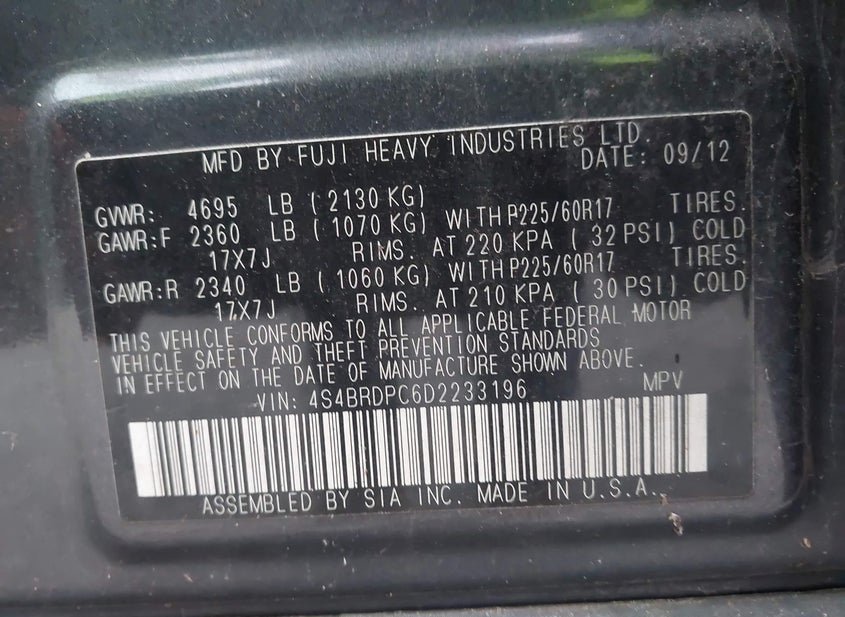 MFD BY FUJI HEAVY INDUSTRIES LTD.
DATE: 09/12
GVWR: 4695 LB ( 2130 KG)
GAWR:F 2360 LB ( 1070 KG) WITH P225/60R17 TIRES.
17X7J RIMS. AT 220 KPA ( 32 PSI) COLD
GAWR:R 2340 LB ( 1060 KG) WITH P225/60R17 TIRES.
17X7J RIMS. AT 210 KPA ( 30 PSI) COLD
THIS VEHICLE CONFORMS TO ALL APPLICABLE FEDERAL MOTOR
VEHICLE SAFETY AND THEFT PREVENTION STANDARDS
IN EFFECT ON THE DATE OF MANUFACTURE SHOWN ABOVE.
VIN: 4S4BRDPC6D2233196 MPV
ASSEMBLED BY SIA INC. MADE IN U.S.A.